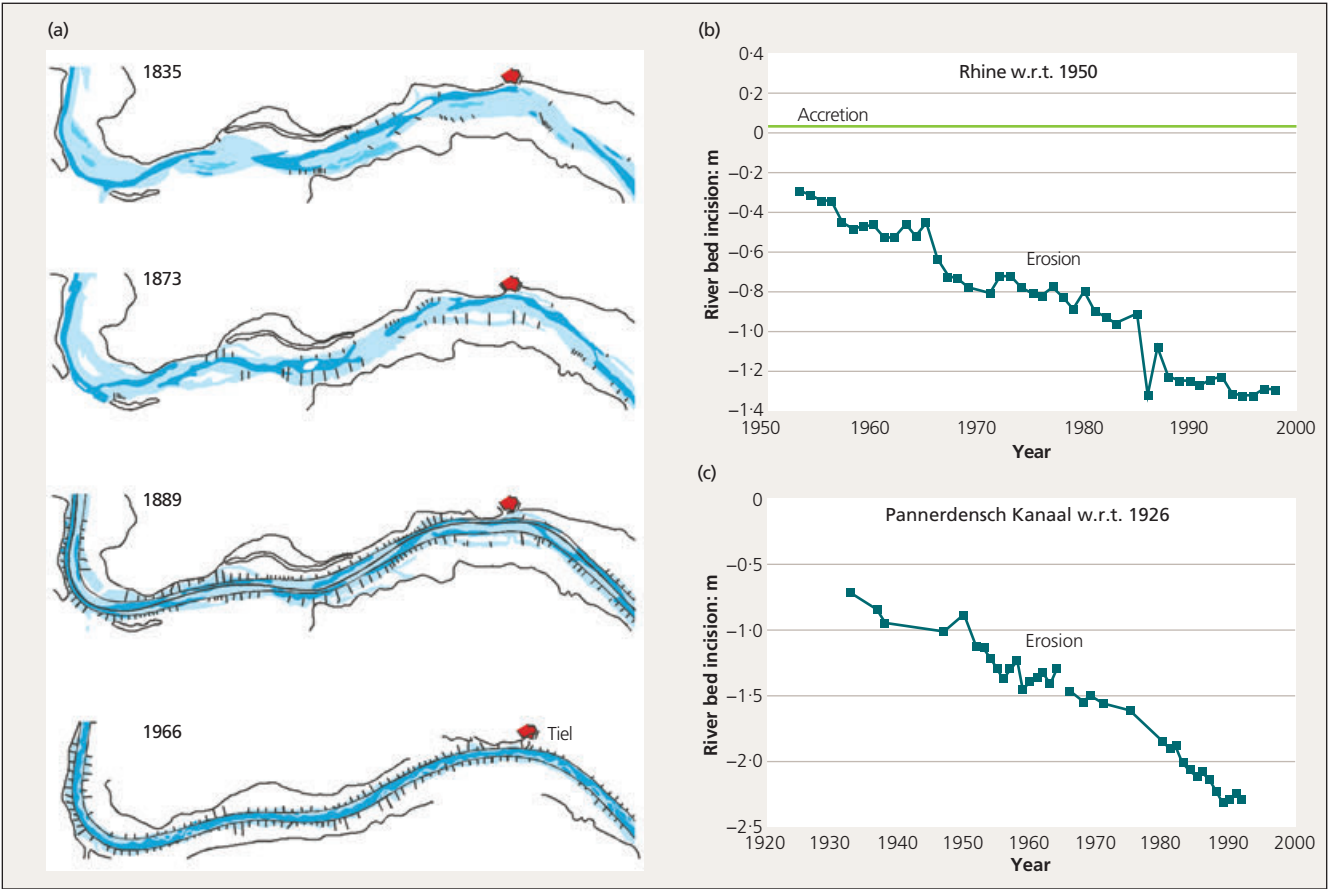 (a)
1835
1873
1889
1966
Tiel
(b)
Rhine w.r.t. 1950
Accretion
Erosion
River bed incision: m
0·4
0·2
0
−0·2
−0·4
−0·6
−0·8
−1·0
−1·2
−1·4
1950 1960 1970 1980 1990 2000
Year
(c)
Pannerdensch Kanaal w.r.t. 1926
Erosion
River bed incision: m
0
−0·5
−1·0
−1·5
−2·0
−2·5
1920 1930 1940 1950 1960 1970 1980 1990 2000
Year